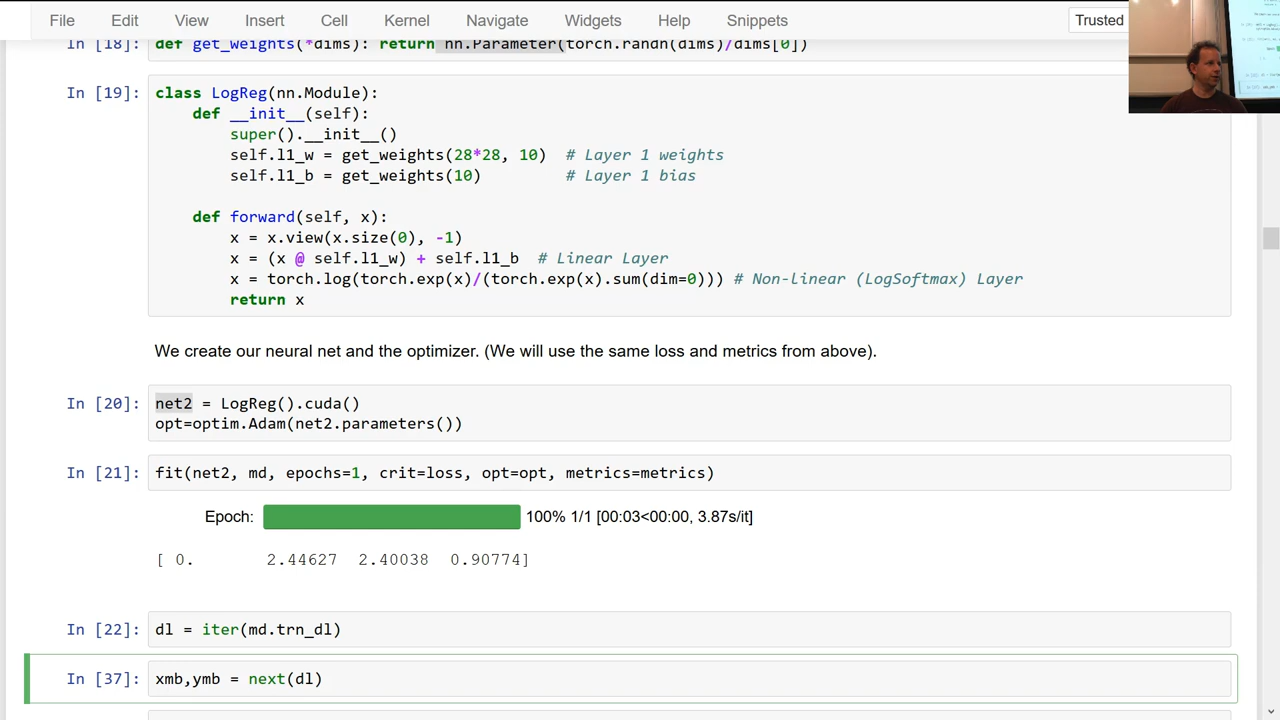 File Edit View Insert Cell Kernel Navigate Widgets Help Snippets Trusted
In [18]: def get_weights(*dims): return nn.Parameter(torch.randn(dims)/dims[0])
In [19]: class LogReg(nn.Module):
def __init__(self):
super().__init__()
self.l1_w = get_weights(28*28, 10)  # Layer 1 weights
self.l1_b = get_weights(10)         # Layer 1 bias
def forward(self, x):
x = x.view(x.size(0), -1)
x = (x @ self.l1_w) + self.l1_b  # Linear Layer
x = torch.log(torch.exp(x)/(torch.exp(x).sum(dim=0))) # Non-linear (LogSoftmax) Layer
return x
We create our neural net and the optimizer. (We will use the same loss and metrics from above).
In [20]: net2 = LogReg().cuda()
opt=optim.Adam(net2.parameters())
In [21]: fit(net2, md, epochs=1, crit=loss, opt=opt, metrics=metrics)
Epoch: 100% 1/1 [00:03<00:00, 3.87s/it]
[ 0. 2.44627 2.40038 0.90774]
In [22]: dl = iter(md.trn_dl)
In [37]: xmb,ymb = next(dl)